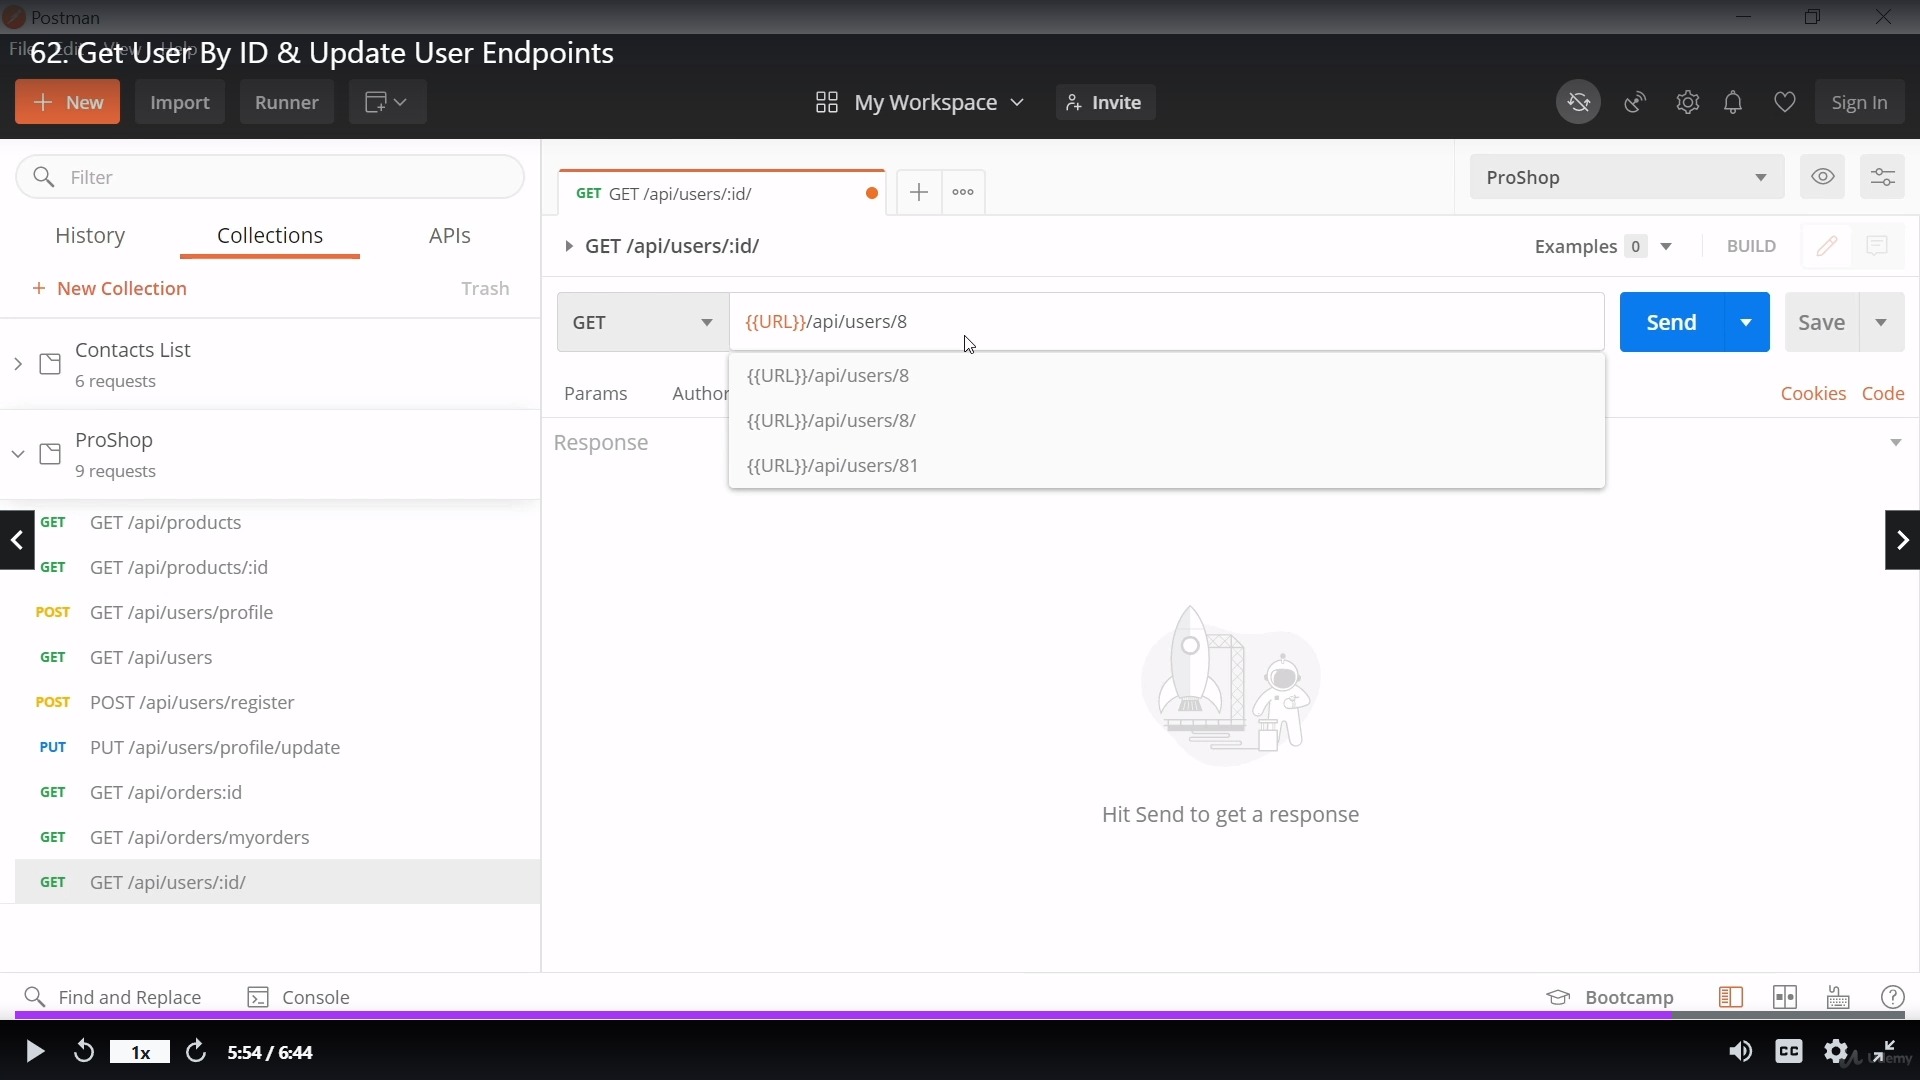 Postman
File Edit View Help
62. Get User By ID & Update User Endpoints
New
Import
Runner
My Workspace
Invite
Sign In
Filter
History
Collections
APIs
+ New Collection
Trash
Contacts List
6 requests
ProShop
9 requests
GET GET /api/products
GET GET /api/products/:id
POST GET /api/users/profile
GET GET /api/users
POST POST /api/users/register
PUT PUT /api/users/profile/update
GET GET /api/orders:id
GET GET /api/orders/myorders
GET GET /api/users/:id/
GET GET /api/users/:id/
ProShop
GET /api/users/:id/
Examples 0
BUILD
GET
{{URL}}/api/users/8
Send
Save
{{URL}}/api/users/8
{{URL}}/api/users/8/
{{URL}}/api/users/81
Params
Author
Cookies
Code
Response
Hit Send to get a response
Find and Replace
Console
Bootcamp
1x
5:54 / 6:44
CC
Udemy